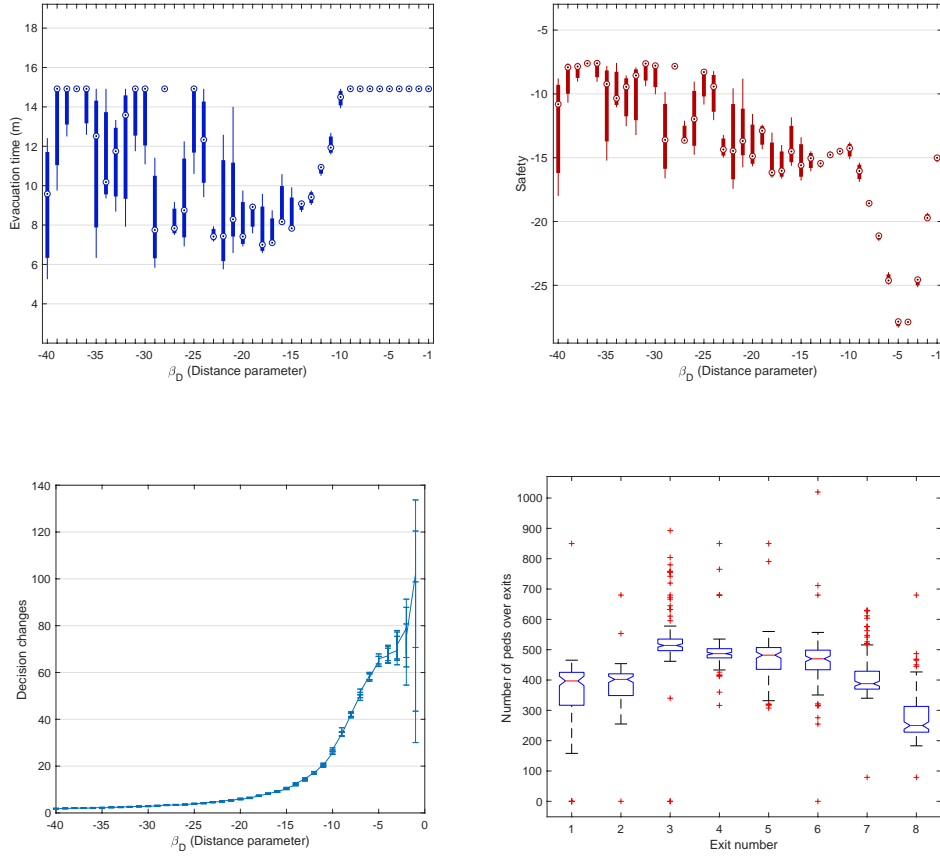 18
16
14
12
10
8
6
4
Evacuation time (m)
-40 -35 -30 -25 -20 -15 -10 -5 -1
β_D (Distance parameter)
-5
-10
-15
-20
-25
Safety
-40 -35 -30 -25 -20 -15 -10 -5 -1
β_D (Distance parameter)
140
120
100
80
60
40
20
0
Decision changes
-40 -35 -30 -25 -20 -15 -10 -5 0
β_D (Distance parameter)
1000
900
800
700
600
500
400
300
200
100
0
Number of peds over exits
1 2 3 4 5 6 7 8
Exit number